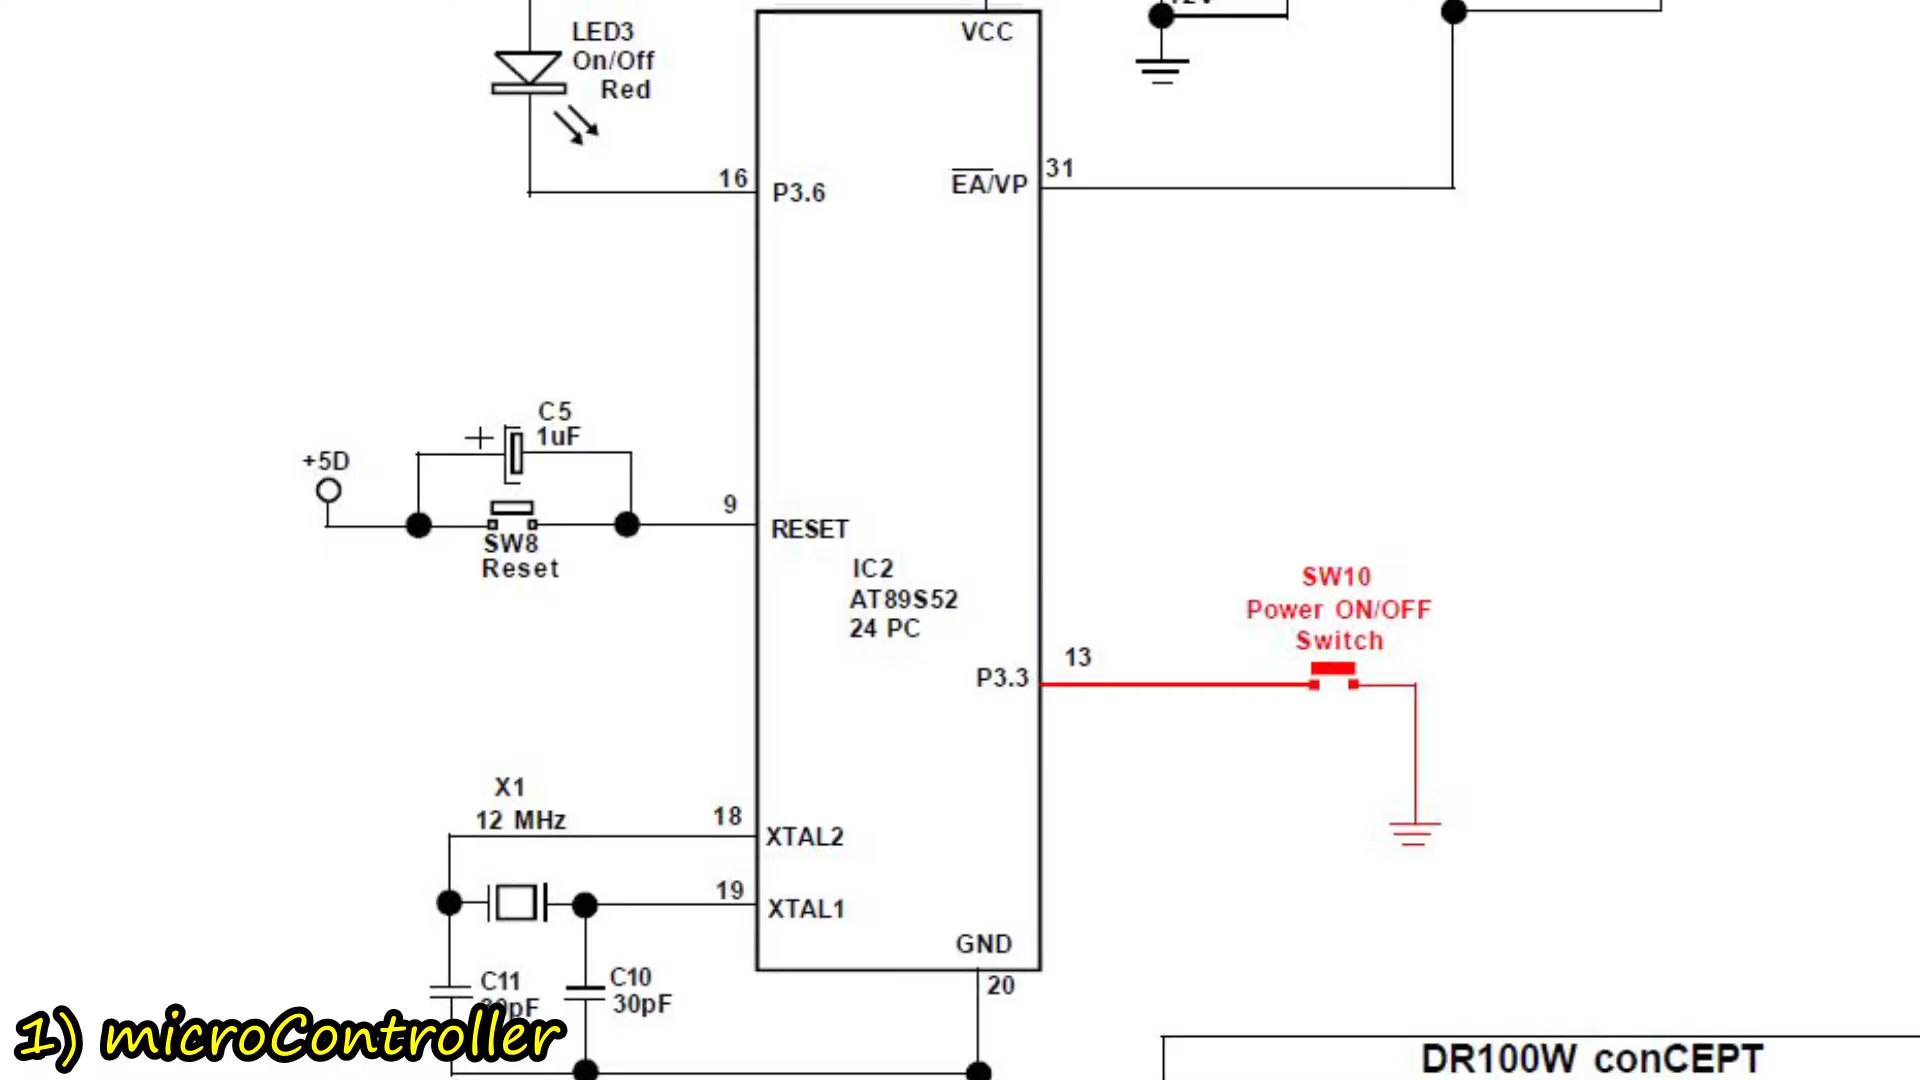 LED3
On/Off
Red
VCC
16
P3.6
EA/VP
31
C5
1uF
+5D
9
RESET
SW8
Reset
IC2
AT89S52
24 PC
SW10
Power ON/OFF
Switch
P3.3
13
X1
12 MHz
18
XTAL2
19
XTAL1
GND
20
C11
C10
30pF
1) microController
DR100W conCEPT